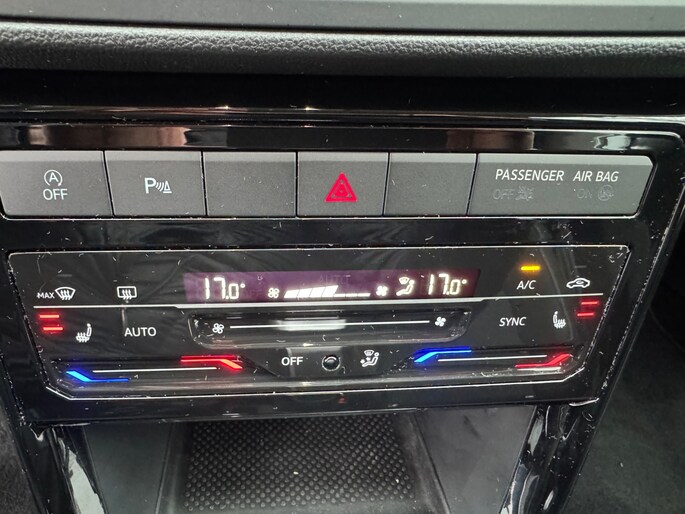 A
OFF
P
PASSENGER AIR BAG
OFF ON
17.0° 17.0°
MAX
A/C
AUTO
SYNC
OFF